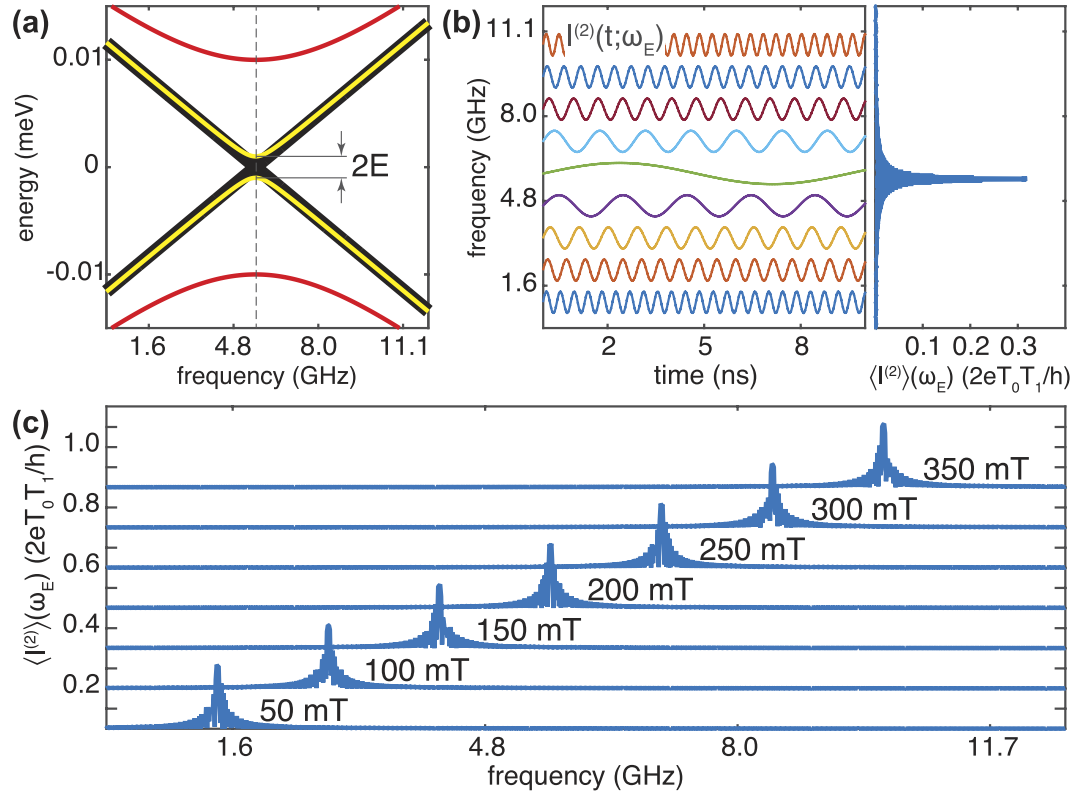 (a)
energy (meV)
0.01
0
-0.01
2E
1.6 4.8 8.0 11.1
frequency (GHz)
(b)
frequency (GHz)
11.1
8.0
4.8
1.6
I⁽²⁾(t;ω_E)
2 5 8
time (ns)
0.1 0.2 0.3
⟨I⁽²⁾⟩(ω_E) (2eT₀T₁/h)
(c)
⟨I⁽²⁾⟩(ω_E) (2eT₀T₁/h)
1.0
0.8
0.6
0.4
0.2
350 mT
300 mT
250 mT
200 mT
150 mT
100 mT
50 mT
1.6 4.8 8.0 11.7
frequency (GHz)